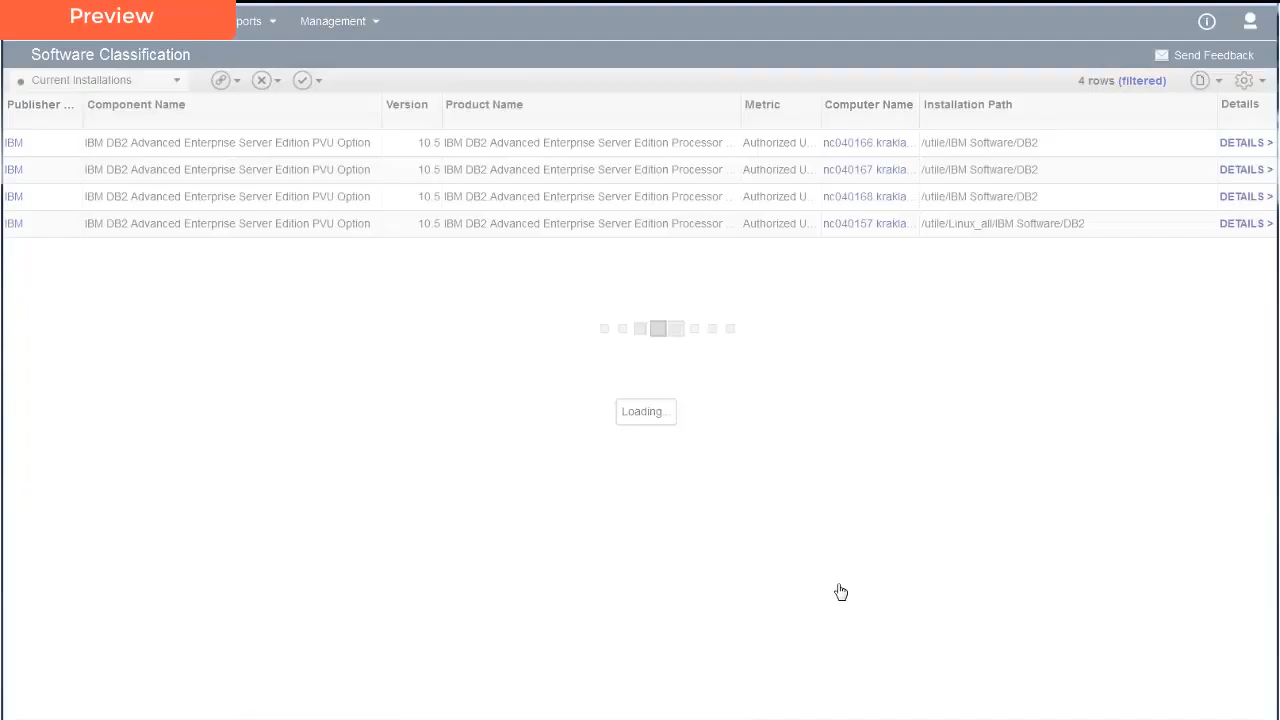 Preview
ports Management
Software Classification
Send Feedback
Current Installations
4 rows (filtered)
Publisher ... Component Name Version Product Name Metric Computer Name Installation Path Details
IBM IBM DB2 Advanced Enterprise Server Edition PVU Option 10.5 IBM DB2 Advanced Enterprise Server Edition Processor ... Authorized U... nc040166.krakla... /utile/IBM Software/DB2 DETAILS >
IBM IBM DB2 Advanced Enterprise Server Edition PVU Option 10.5 IBM DB2 Advanced Enterprise Server Edition Processor ... Authorized U... nc040167.krakla... /utile/IBM Software/DB2 DETAILS >
IBM IBM DB2 Advanced Enterprise Server Edition PVU Option 10.5 IBM DB2 Advanced Enterprise Server Edition Processor ... Authorized U... nc040168.krakla... /utile/IBM Software/DB2 DETAILS >
IBM IBM DB2 Advanced Enterprise Server Edition PVU Option 10.5 IBM DB2 Advanced Enterprise Server Edition Processor ... Authorized U... nc040157.krakla... /utile/Linux_all/IBM Software/DB2 DETAILS >
Loading...